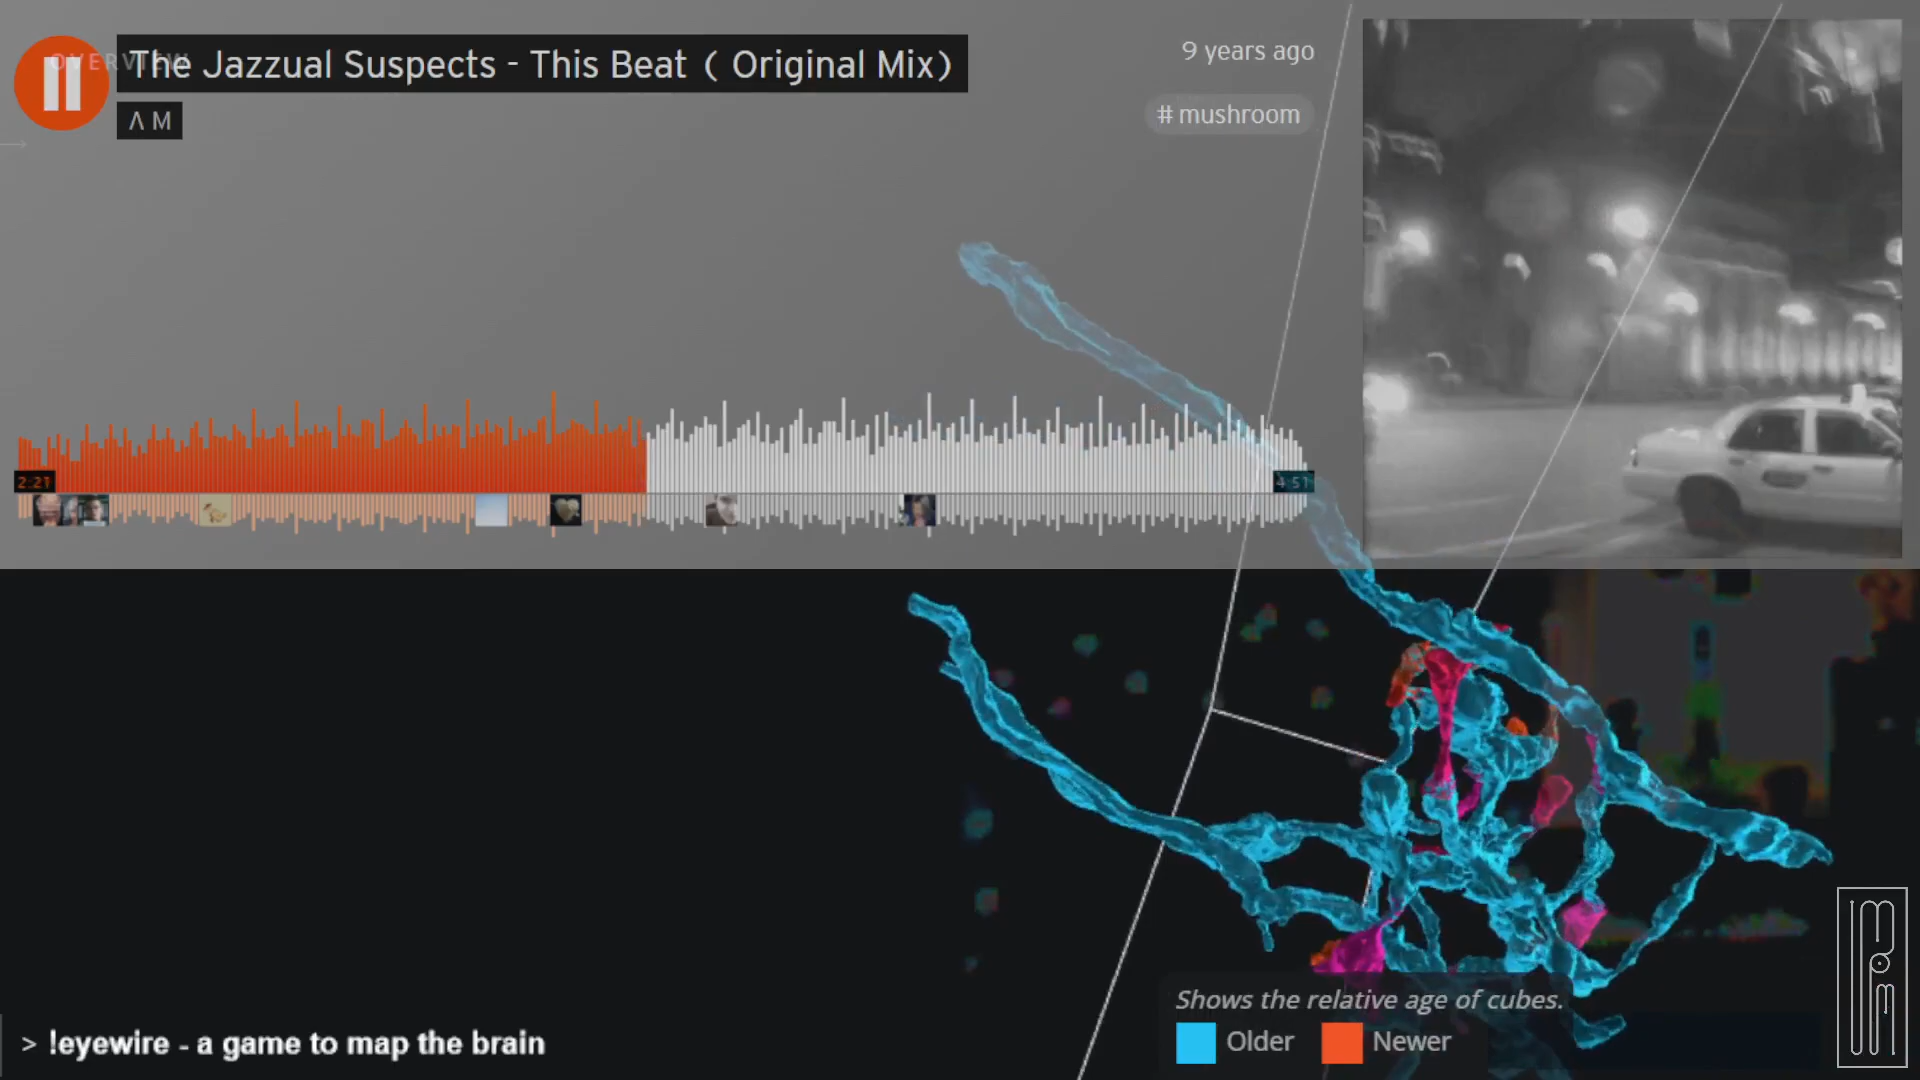 OVERVIEW
The Jazzual Suspects - This Beat ( Original Mix)
Λ M
9 years ago
# mushroom
2:21
4:51
Shows the relative age of cubes.
Older
Newer
> !eyewire - a game to map the brain